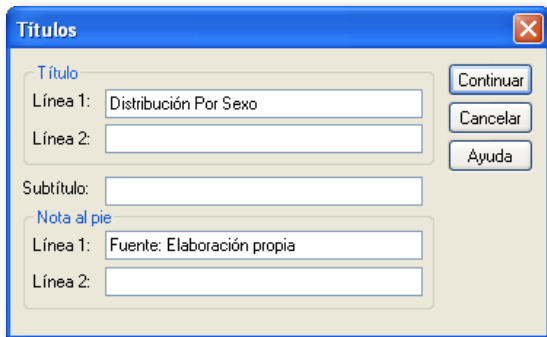 Títulos
Título
Línea 1: Distribución Por Sexo
Línea 2:
Subtítulo:
Nota al pie
Línea 1: Fuente: Elaboración propia
Línea 2:
Continuar
Cancelar
Ayuda